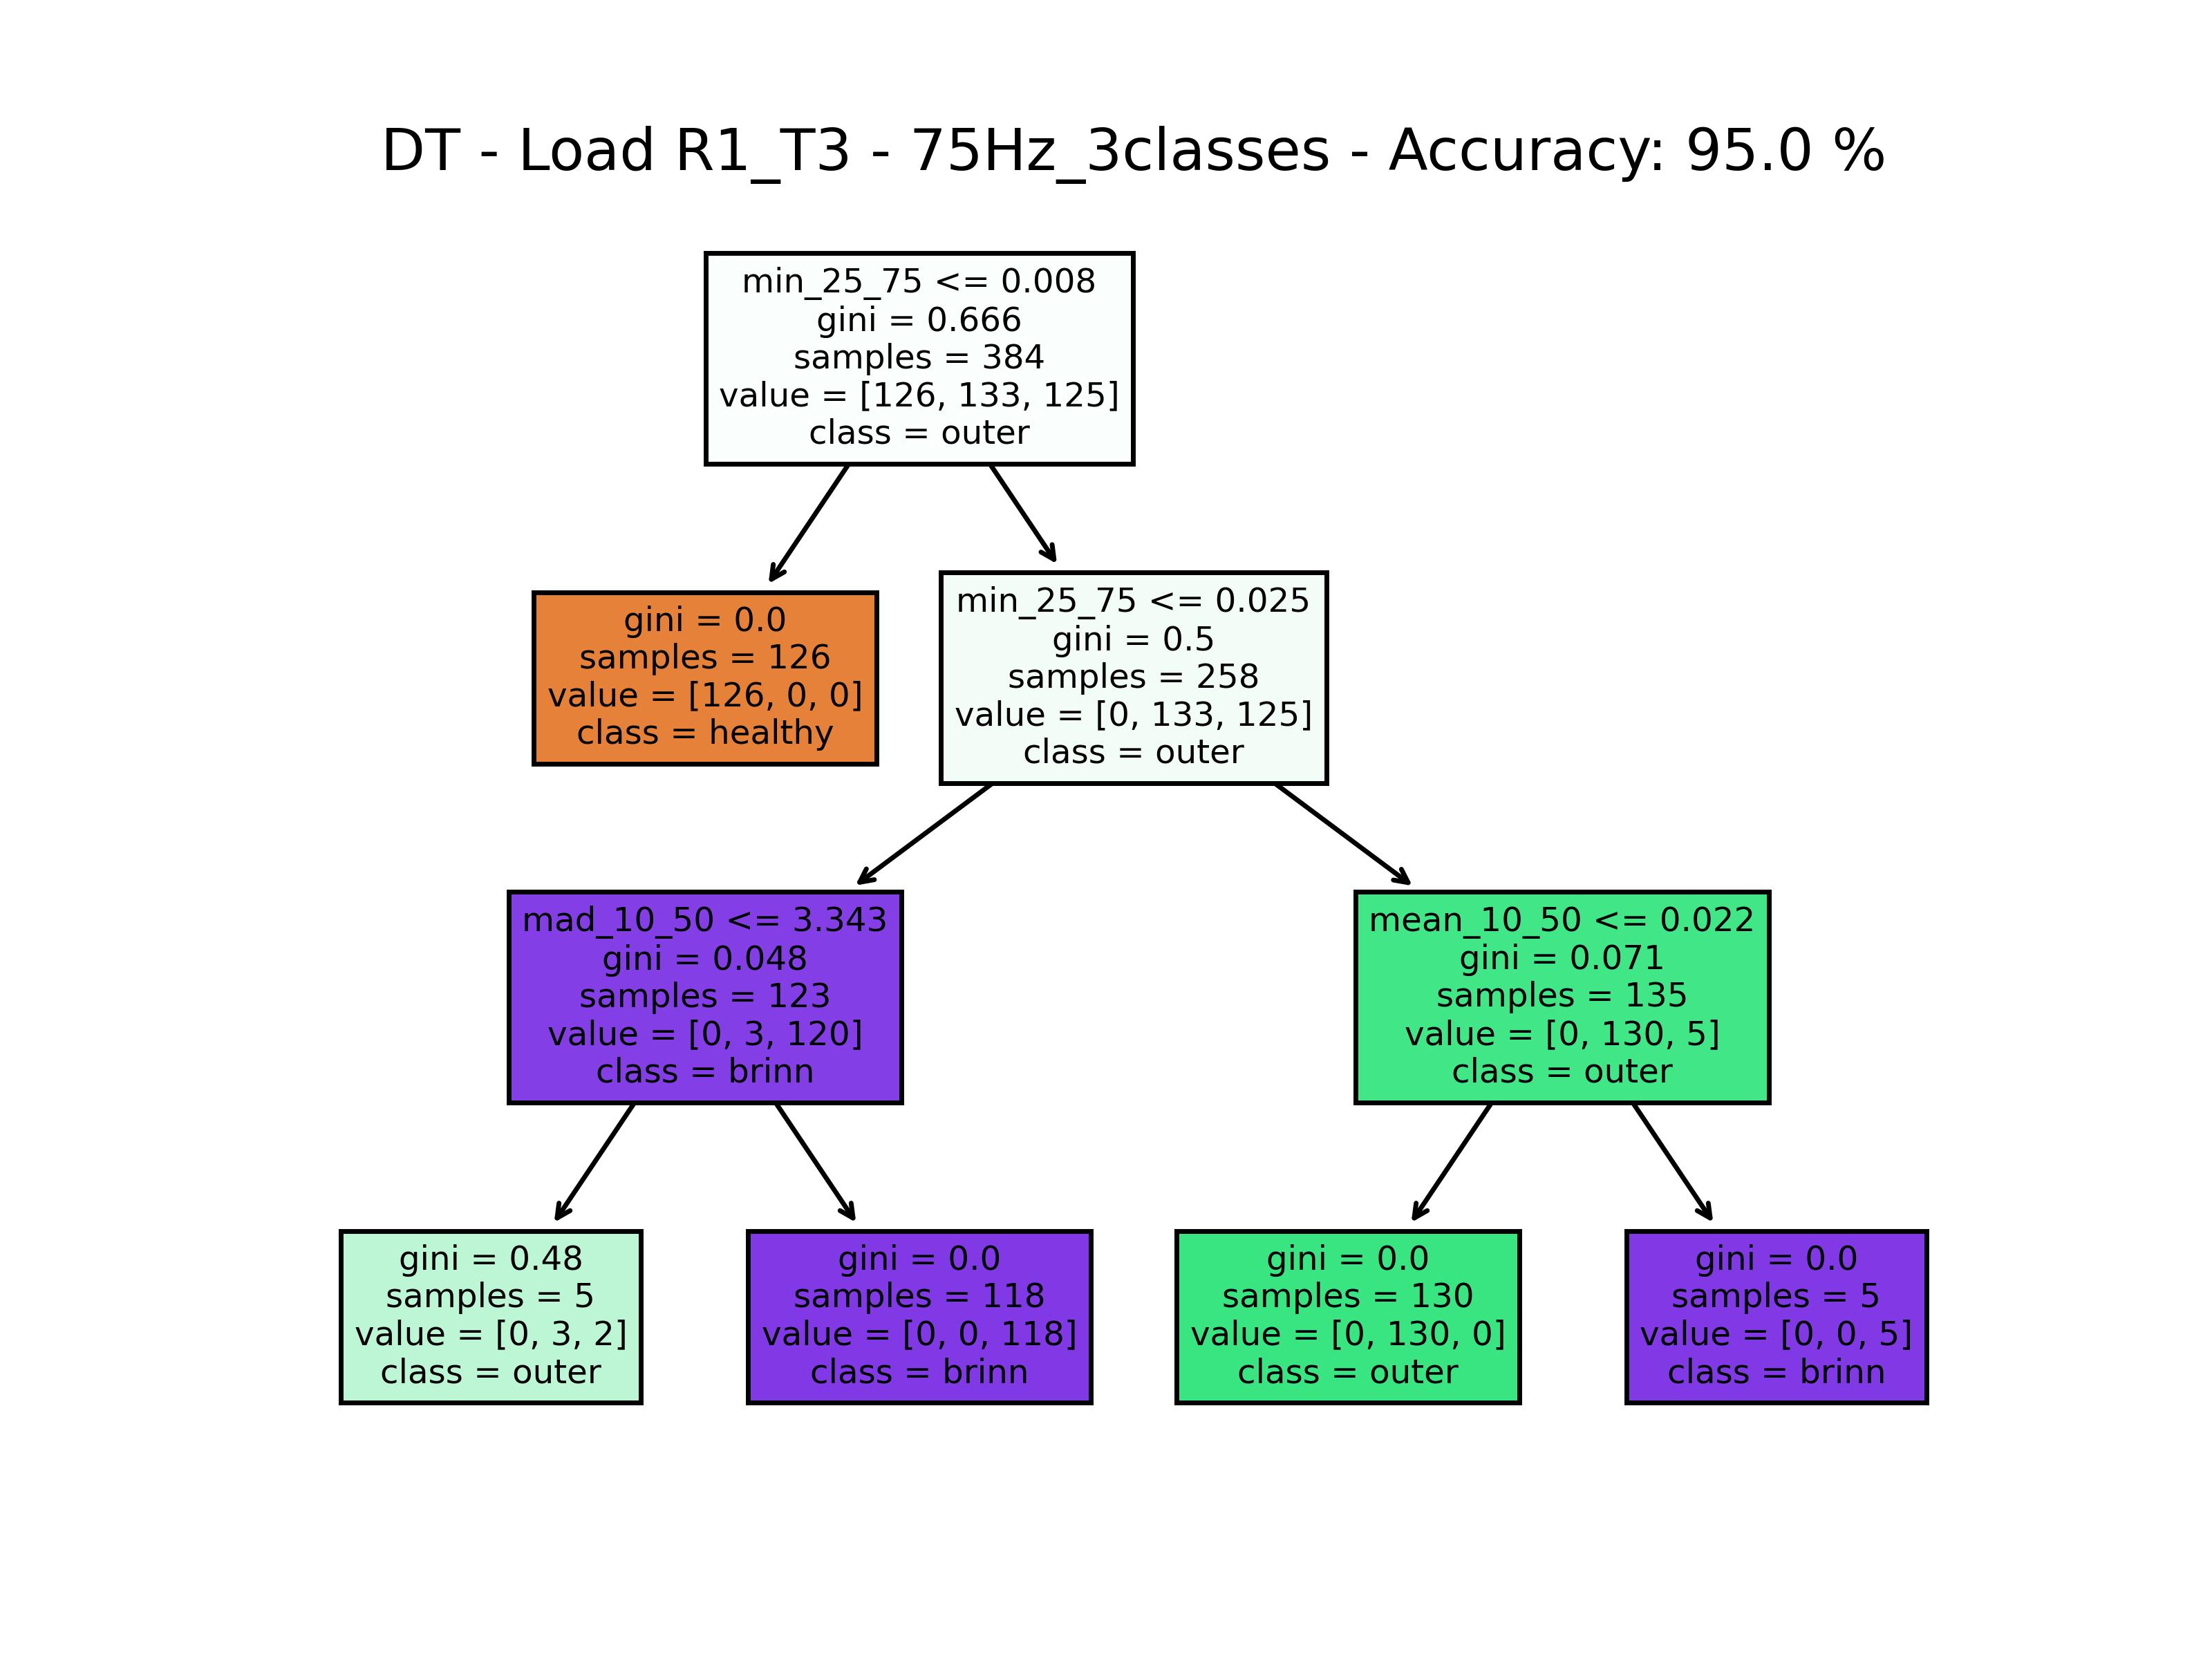 DT - Load R1_T3 - 75Hz_3classes - Accuracy: 95.0 %
min_25_75 <= 0.008
gini = 0.666
samples = 384
value = [126, 133, 125]
class = outer
gini = 0.0
samples = 126
value = [126, 0, 0]
class = healthy
min_25_75 <= 0.025
gini = 0.5
samples = 258
value = [0, 133, 125]
class = outer
mad_10_50 <= 3.343
gini = 0.048
samples = 123
value = [0, 3, 120]
class = brinn
mean_10_50 <= 0.022
gini = 0.071
samples = 135
value = [0, 130, 5]
class = outer
gini = 0.48
samples = 5
value = [0, 3, 2]
class = outer
gini = 0.0
samples = 118
value = [0, 0, 118]
class = brinn
gini = 0.0
samples = 130
value = [0, 130, 0]
class = outer
gini = 0.0
samples = 5
value = [0, 0, 5]
class = brinn